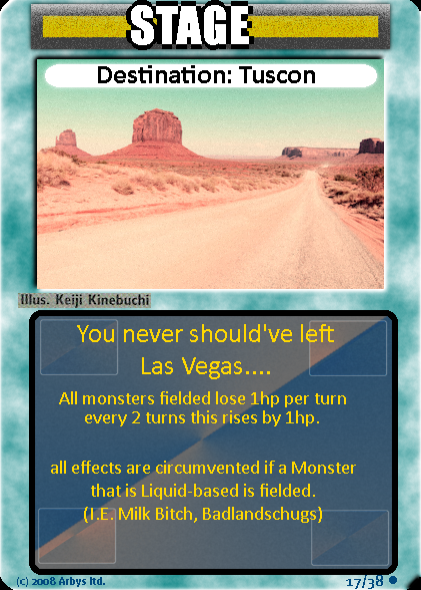 STAGE
Destination: Tuscon
Illus. Keiji Kinebuchi
You never should've left
Las Vegas....
All monsters fielded lose 1hp per turn
every 2 turns this rises by 1hp.
all effects are circumvented if a Monster
that is Liquid-based is fielded.
(I.E. Milk Bitch, Badlandschugs)
(c) 2008 Arbys ltd.
17/38 ●